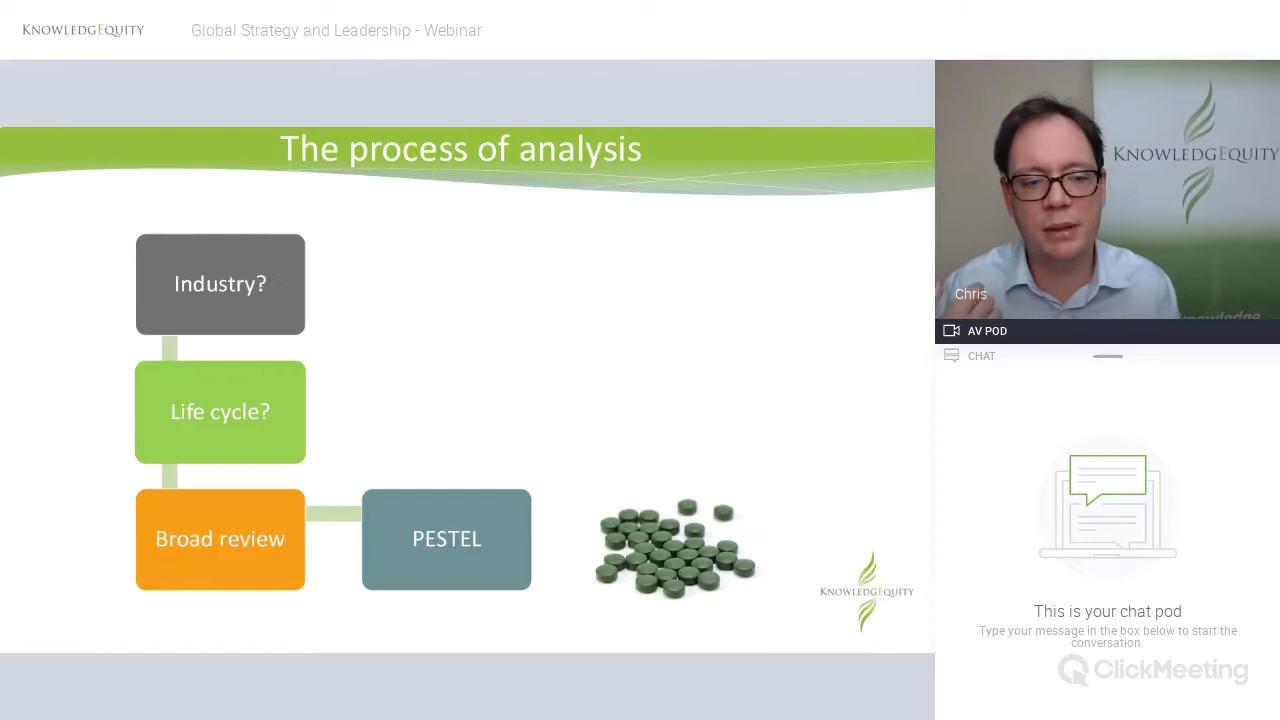 KNOWLEDGEQUITY
Global Strategy and Leadership - Webinar
The process of analysis
Industry?
Life cycle?
Broad review
PESTEL
KNOWLEDGEQUITY
KNOWLEDGEQUITY
knowledge
Chris
AV POD
CHAT
This is your chat pod
Type your message in the box below to start the
conversation.
ClickMeeting